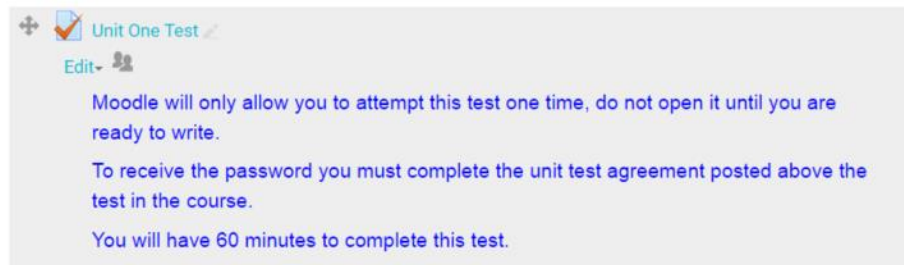 Unit One Test
Edit
Moodle will only allow you to attempt this test one time, do not open it until you are
ready to write.
To receive the password you must complete the unit test agreement posted above the
test in the course.
You will have 60 minutes to complete this test.